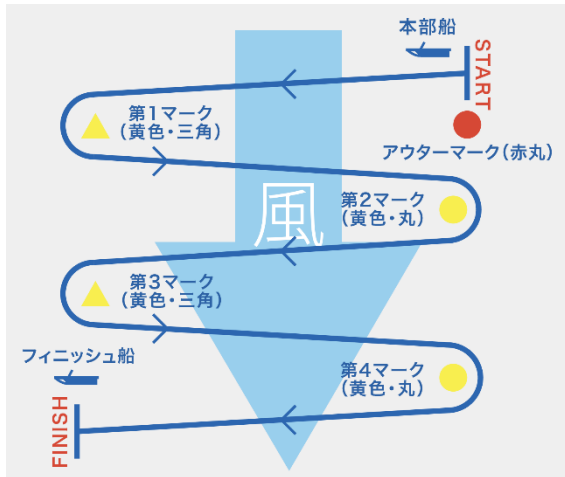 本部船
START
アウターマーク(赤丸)
第1マーク
(黄色・三角)
第2マーク
(黄色・丸)
風
第3マーク
(黄色・三角)
フィニッシュ船
第4マーク
(黄色・丸)
FINISH